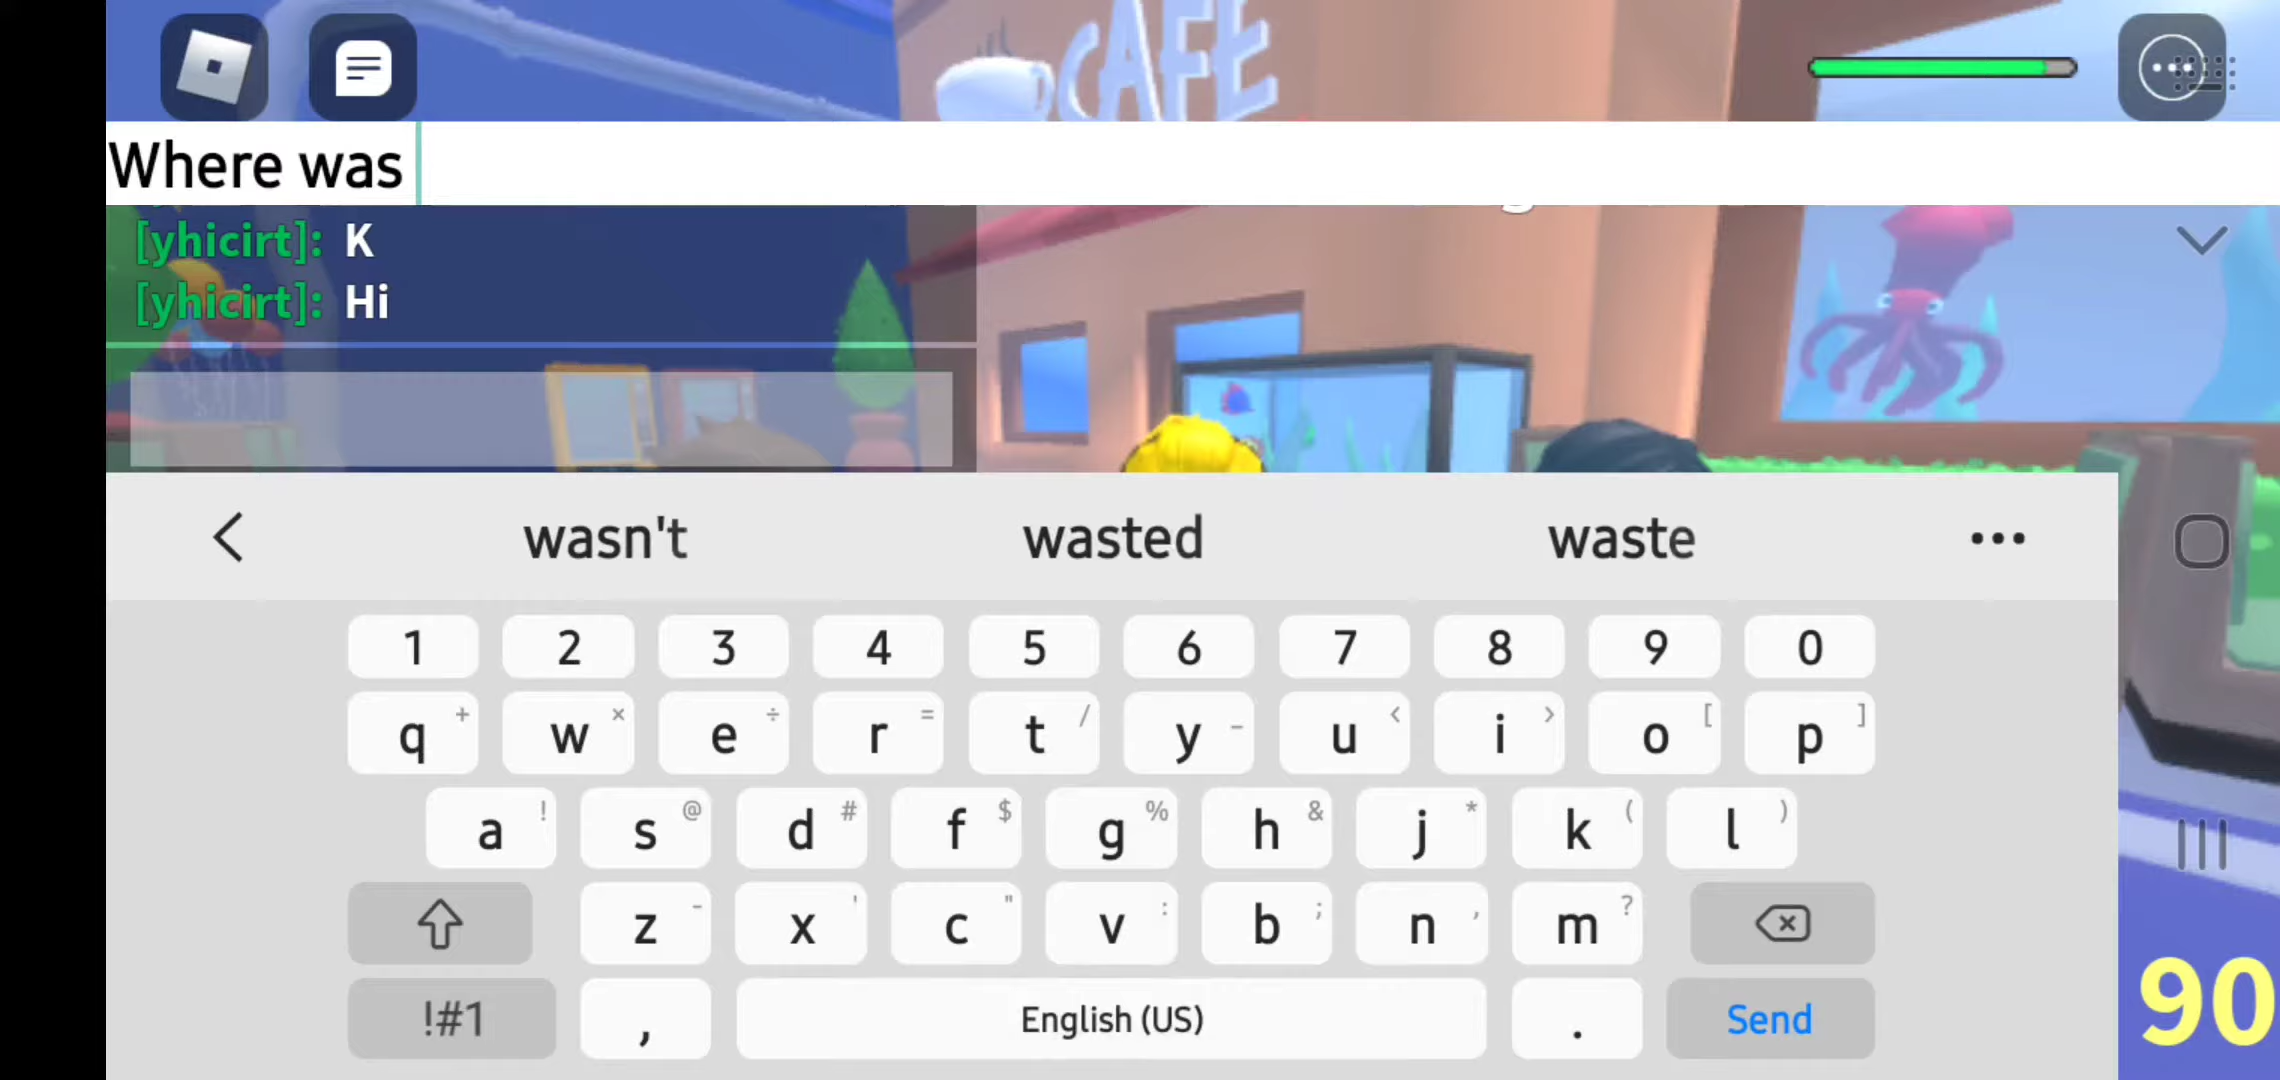 CAFE
Where was
[yhicirt]: K
[yhicirt]: Hi
wasn't wasted waste
1 2 3 4 5 6 7 8 9 0
q + w × e ÷ r = t / y - u < i > o [ p ]
a ! s @ d # f $ g % h & j * k ( l )
z - x ' c " v : b ; n , m ?
!#1 , English (US) . Send
90